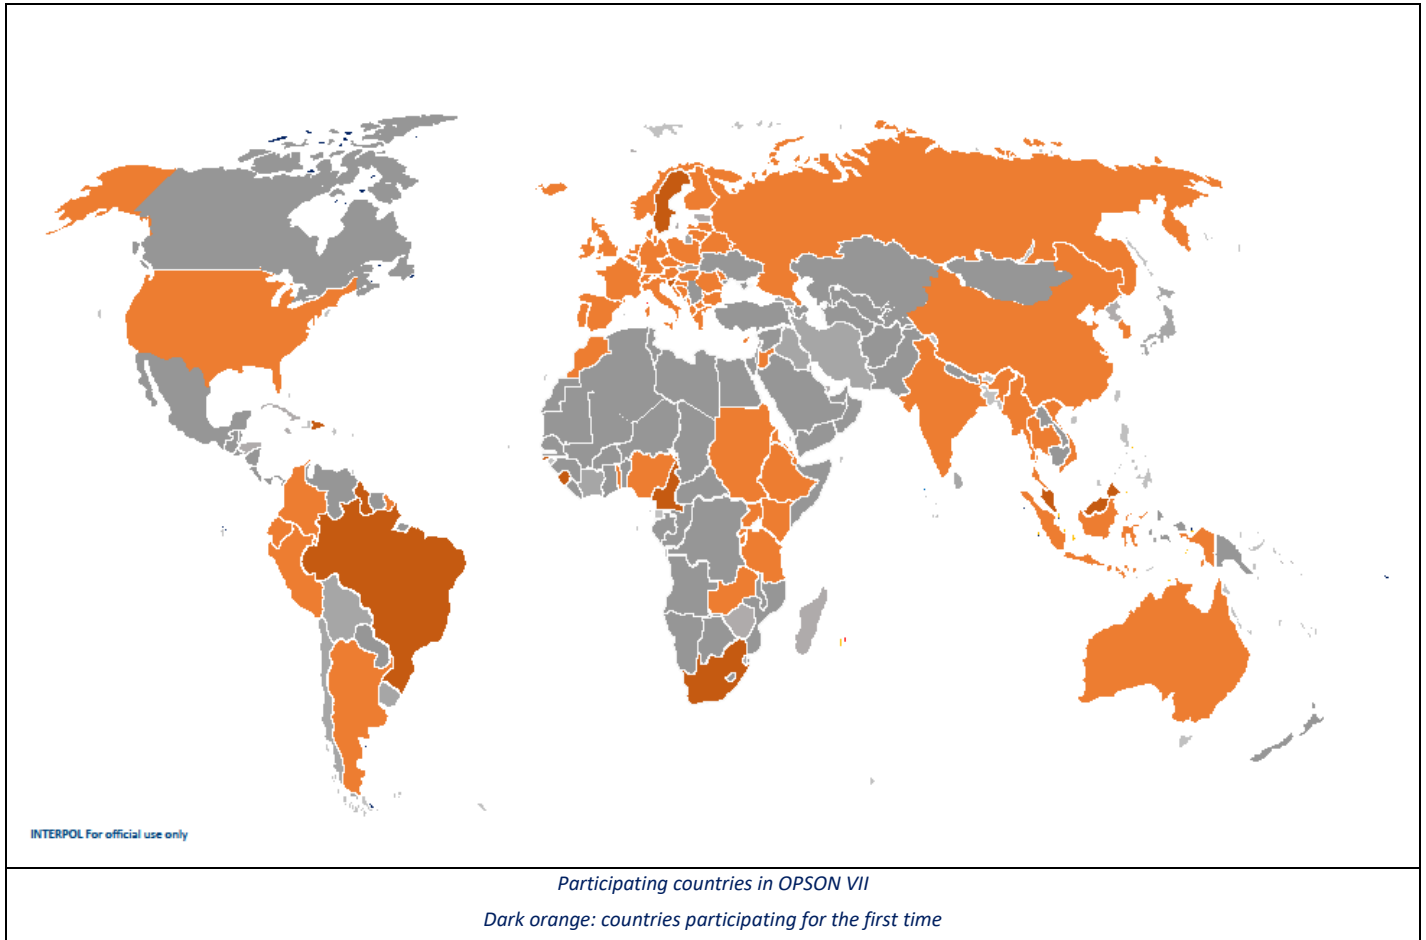 INTERPOL For official use only
Participating countries in OPSON VII
Dark orange: countries participating for the first time